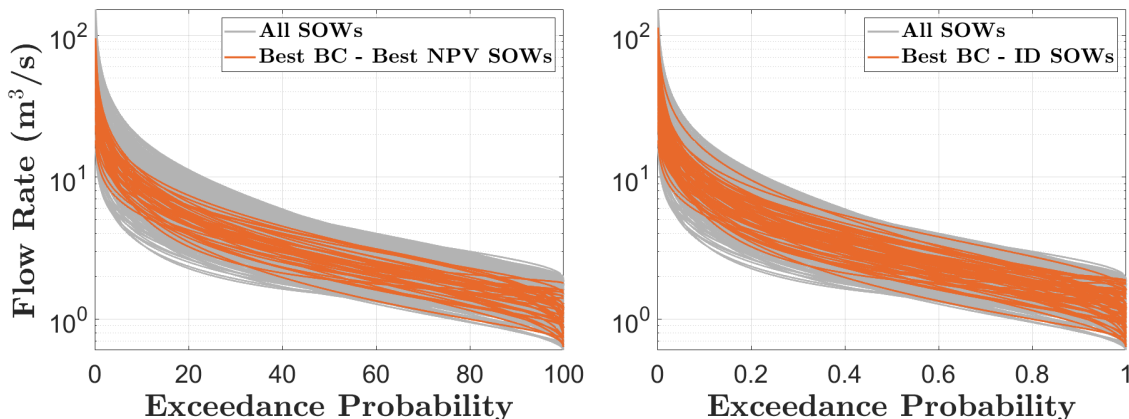 Flow Rate (m³/s)
10²
10¹
10⁰
All SOWs
Best BC - Best NPV SOWs
0 20 40 60 80 100
Exceedance Probability
10²
10¹
10⁰
All SOWs
Best BC - ID SOWs
0 0.2 0.4 0.6 0.8 1
Exceedance Probability